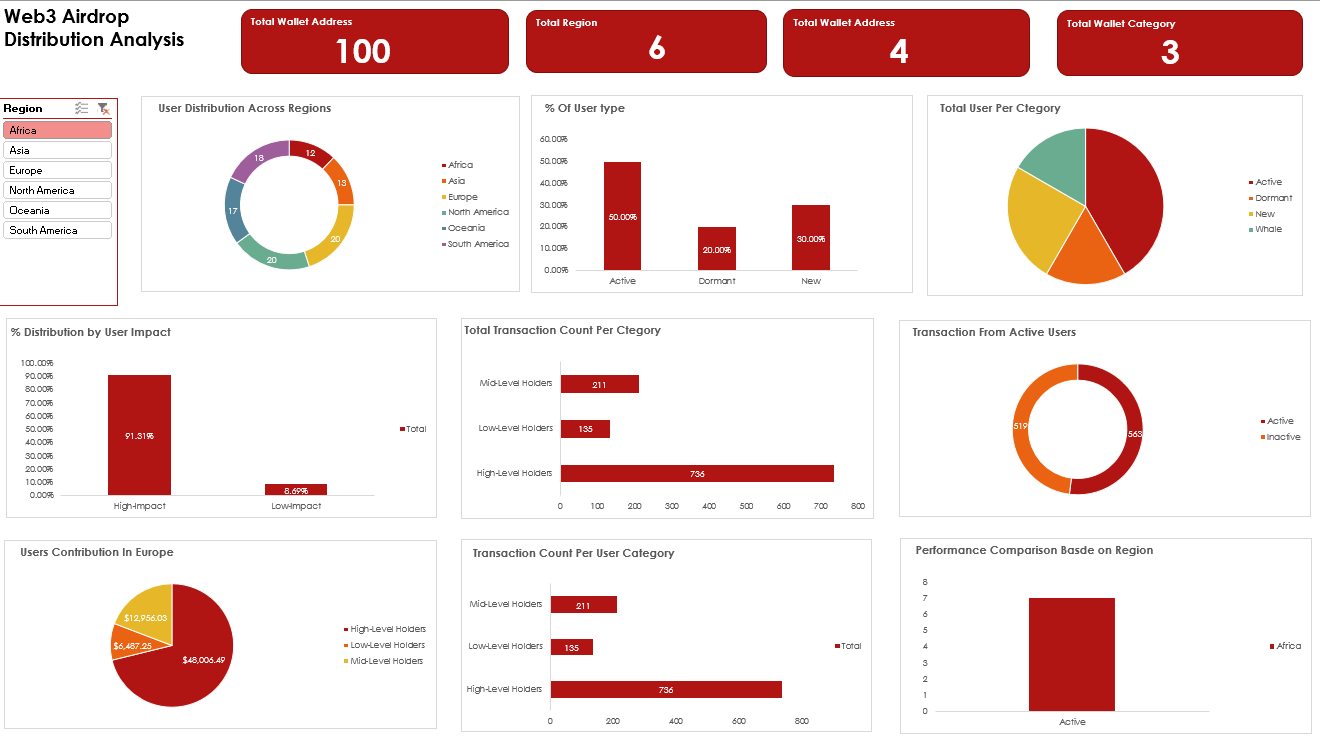 Web3 Airdrop
Distribution Analysis
Total Wallet Address
100
Total Region
6
Total Wallet Address
4
Total Wallet Category
3
Region
Africa
Asia
Europe
North America
Oceania
South America
User Distribution Across Regions
12
13
20
20
17
18
Africa
Asia
Europe
North America
Oceania
South America
% Of User type
60.00%
50.00%
40.00%
30.00%
20.00%
10.00%
0.00%
50.00%
20.00%
30.00%
Active
Dormant
New
Total User Per Ctegory
Active
Dormant
New
Whale
% Distribution by User Impact
100.00%
90.00%
80.00%
70.00%
60.00%
50.00%
40.00%
30.00%
20.00%
10.00%
0.00%
91.31%
8.69%
High-Impact
Low-Impact
Total
Total Transaction Count Per Ctegory
Mid-Level Holders
211
Low-Level Holders
135
High-Level Holders
736
0 100 200 300 400 500 600 700 800
Transaction From Active Users
519
563
Active
Inactive
Users Contribution In Europe
$12,956.03
$6,487.25
$48,006.49
High-Level Holders
Low-Level Holders
Mid-Level Holders
Transaction Count Per User Category
Mid-Level Holders
211
Low-Level Holders
135
High-Level Holders
736
0 200 400 600 800
Total
Performance Comparison Basde on Region
8
7
6
5
4
3
2
1
0
Active
Africa